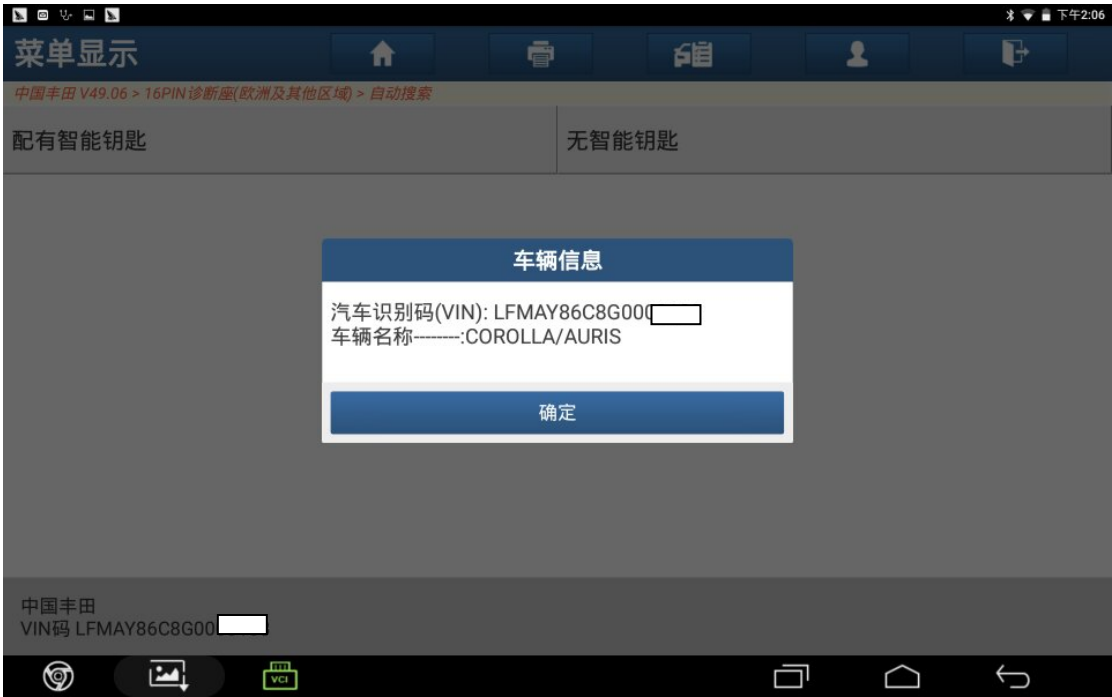 下午2:06
菜单显示
中国丰田 V49.06 > 16PIN诊断座(欧洲及其他区域) > 自动搜索
配有智能钥匙
无智能钥匙
车辆信息
汽车识别码(VIN): LFMAY86C8G000
车辆名称--------:COROLLA/AURIS
确定
中国丰田
VIN码 LFMAY86C8G00
VCI